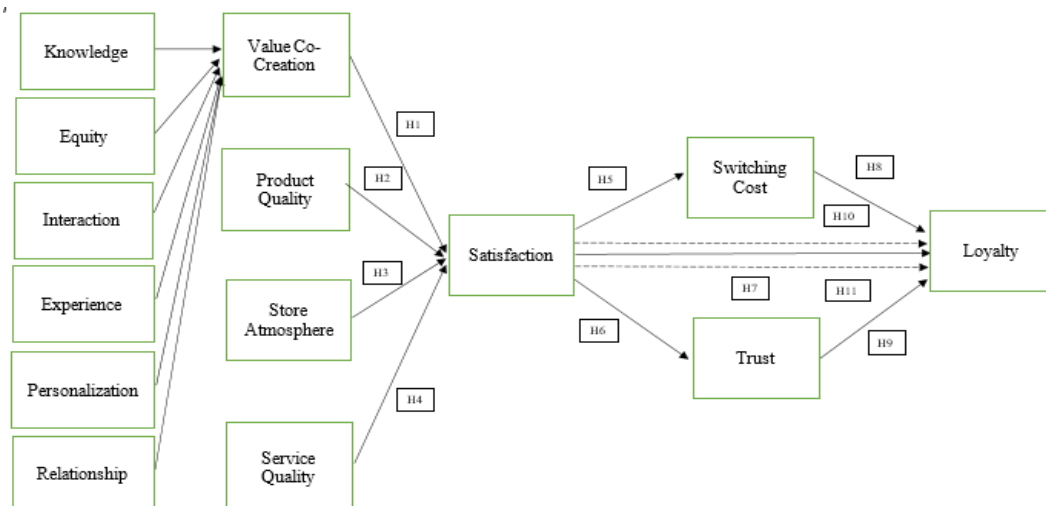 ,
Knowledge
Equity
Interaction
Experience
Personalization
Relationship
Value Co-
Creation
Product
Quality
Store
Atmosphere
Service
Quality
H1
H2
H3
H4
Satisfaction
H5
H6
Switching
Cost
H8
H10
H7
H11
Trust
H9
Loyalty